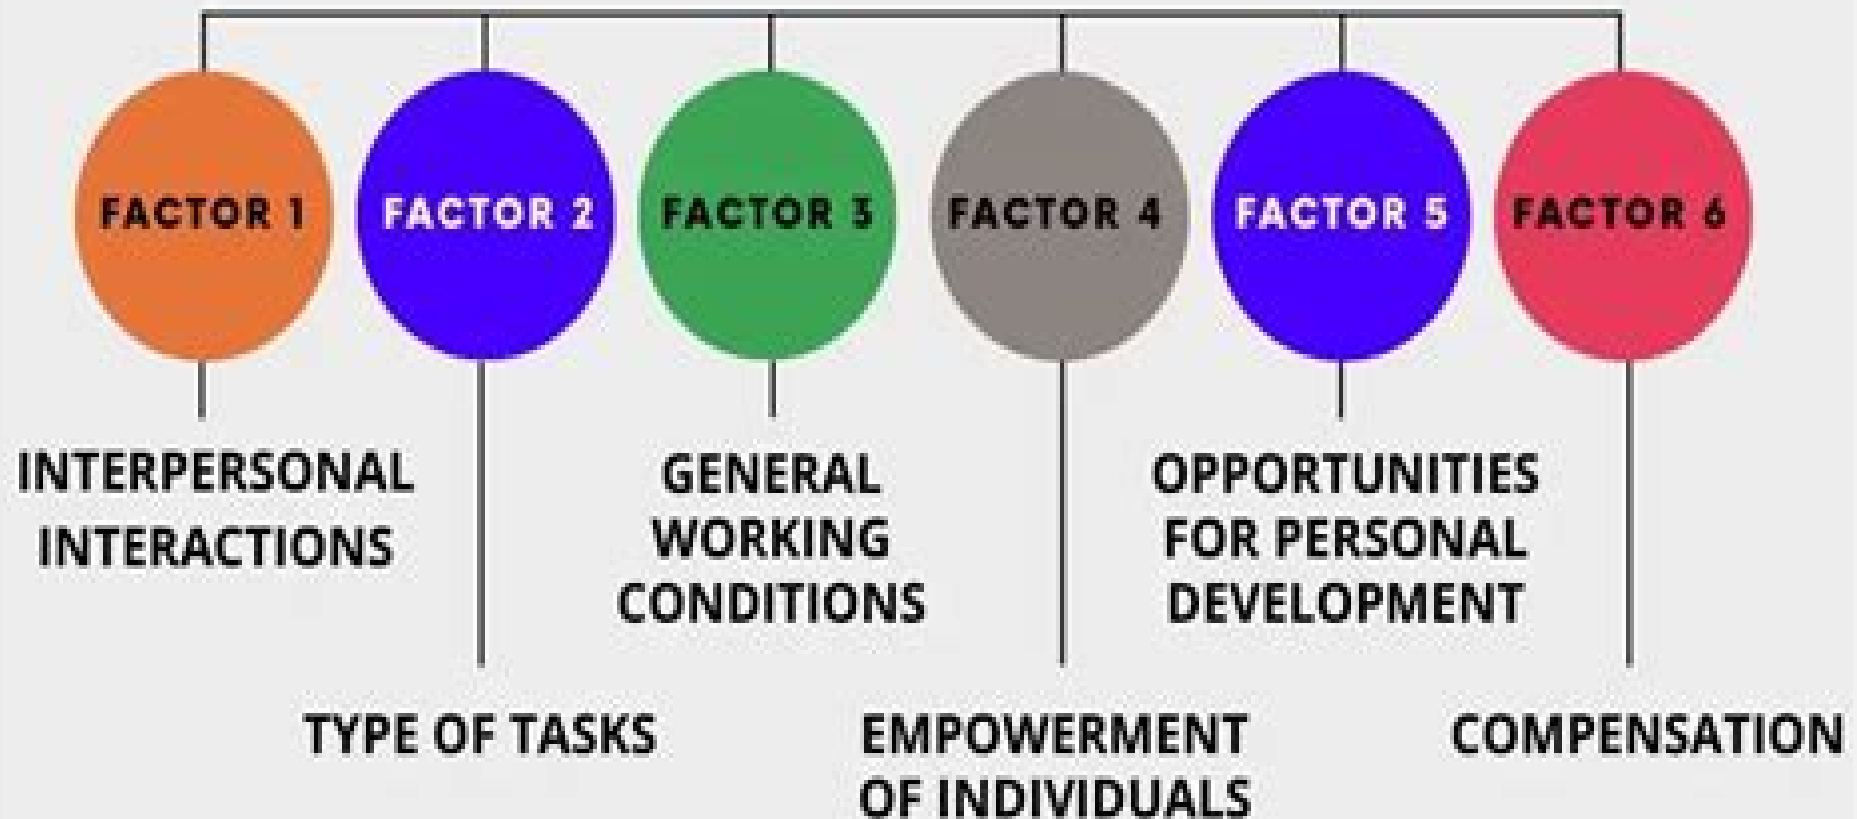 FACTOR 1
FACTOR 2
FACTOR 3
FACTOR 4
FACTOR 5
FACTOR 6
INTERPERSONAL
INTERACTIONS
GENERAL
WORKING
CONDITIONS
OPPORTUNITIES
FOR PERSONAL
DEVELOPMENT
TYPE OF TASKS
EMPOWERMENT
OF INDIVIDUALS
COMPENSATION